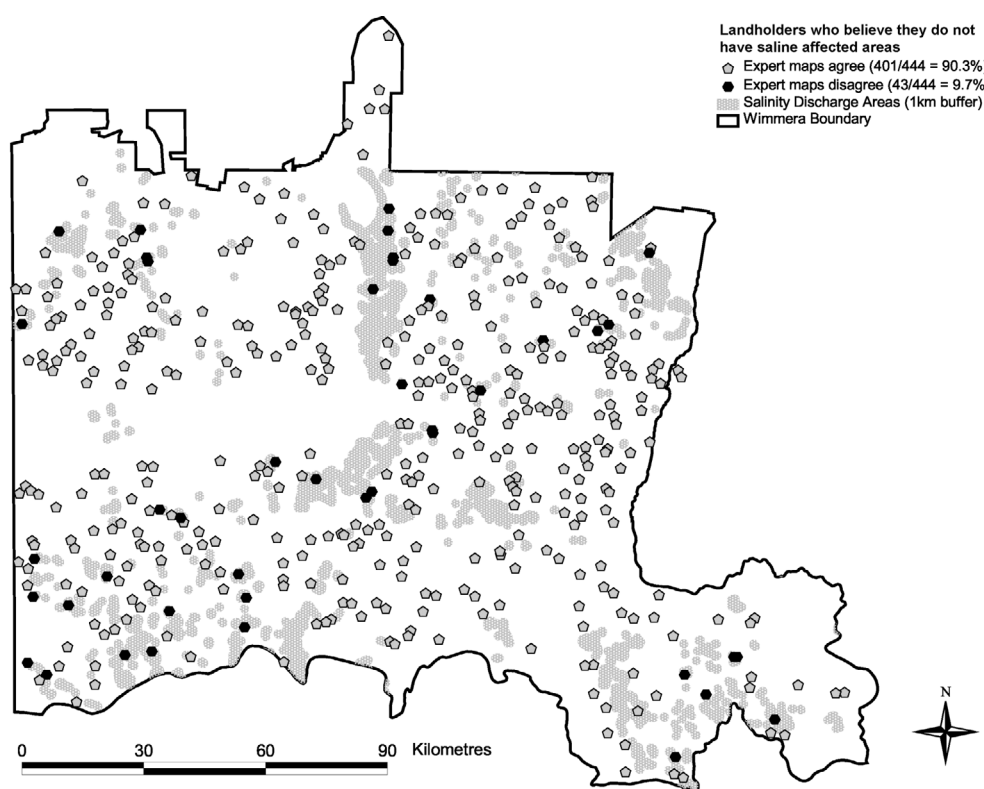 Landholders who believe they do not
have saline affected areas
Expert maps agree (401/444 = 90.3%)
Expert maps disagree (43/444 = 9.7%
Salinity Discharge Areas (1km buffer)
Wimmera Boundary
N
0 30 60 90 Kilometres